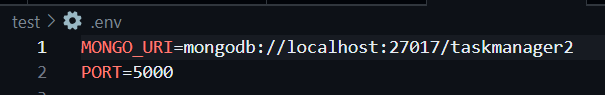 test > .env
1 MONGO_URI=mongodb://localhost:27017/taskmanager2
2 PORT=5000